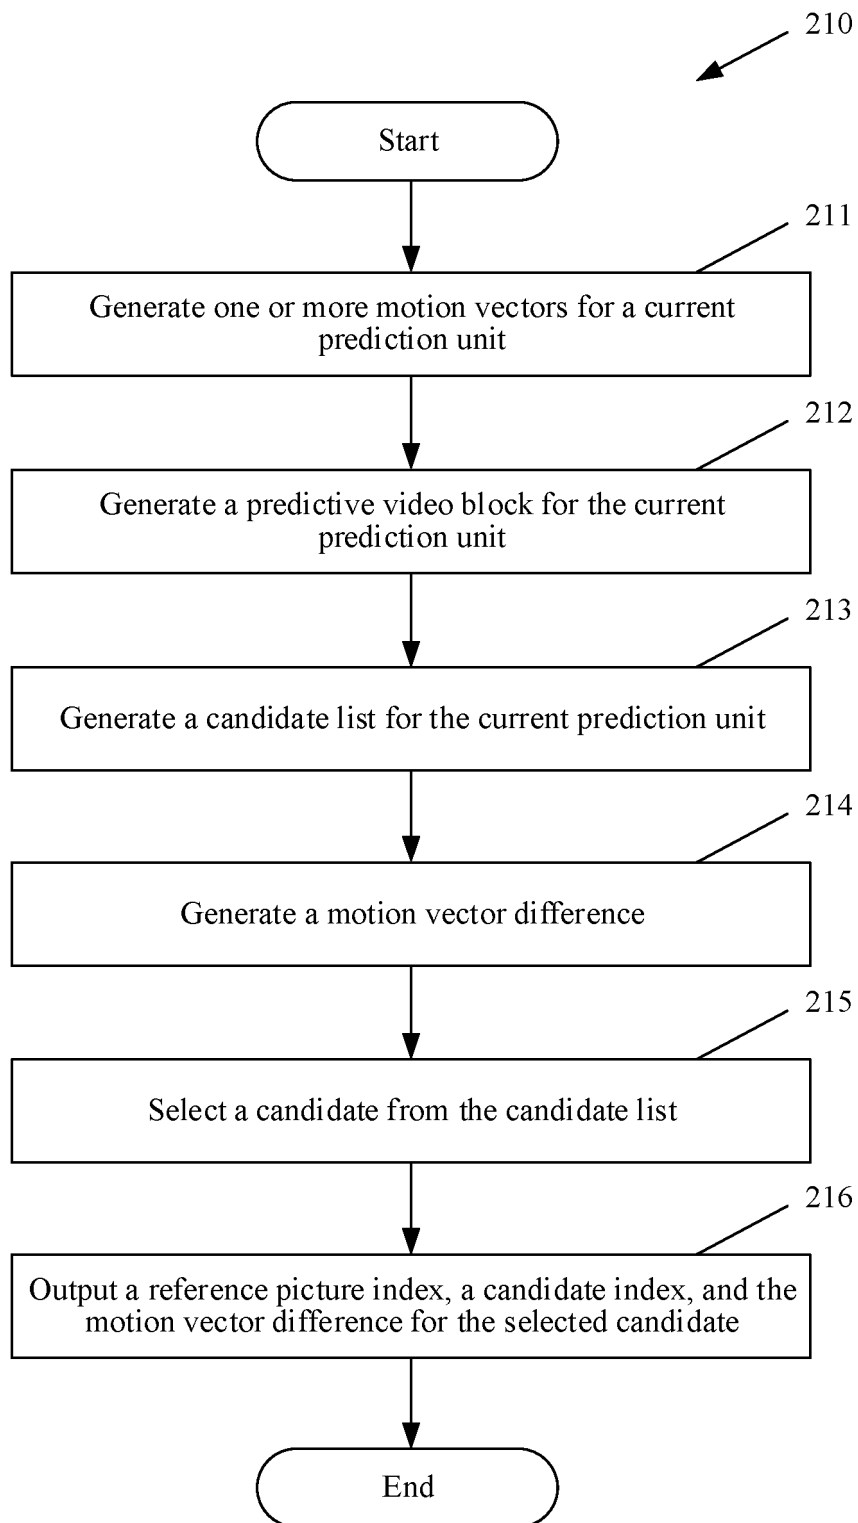 210
Start
211
Generate one or more motion vectors for a current
prediction unit
212
Generate a predictive video block for the current
prediction unit
213
Generate a candidate list for the current prediction unit
214
Generate a motion vector difference
215
Select a candidate from the candidate list
216
Output a reference picture index, a candidate index, and the
motion vector difference for the selected candidate
End